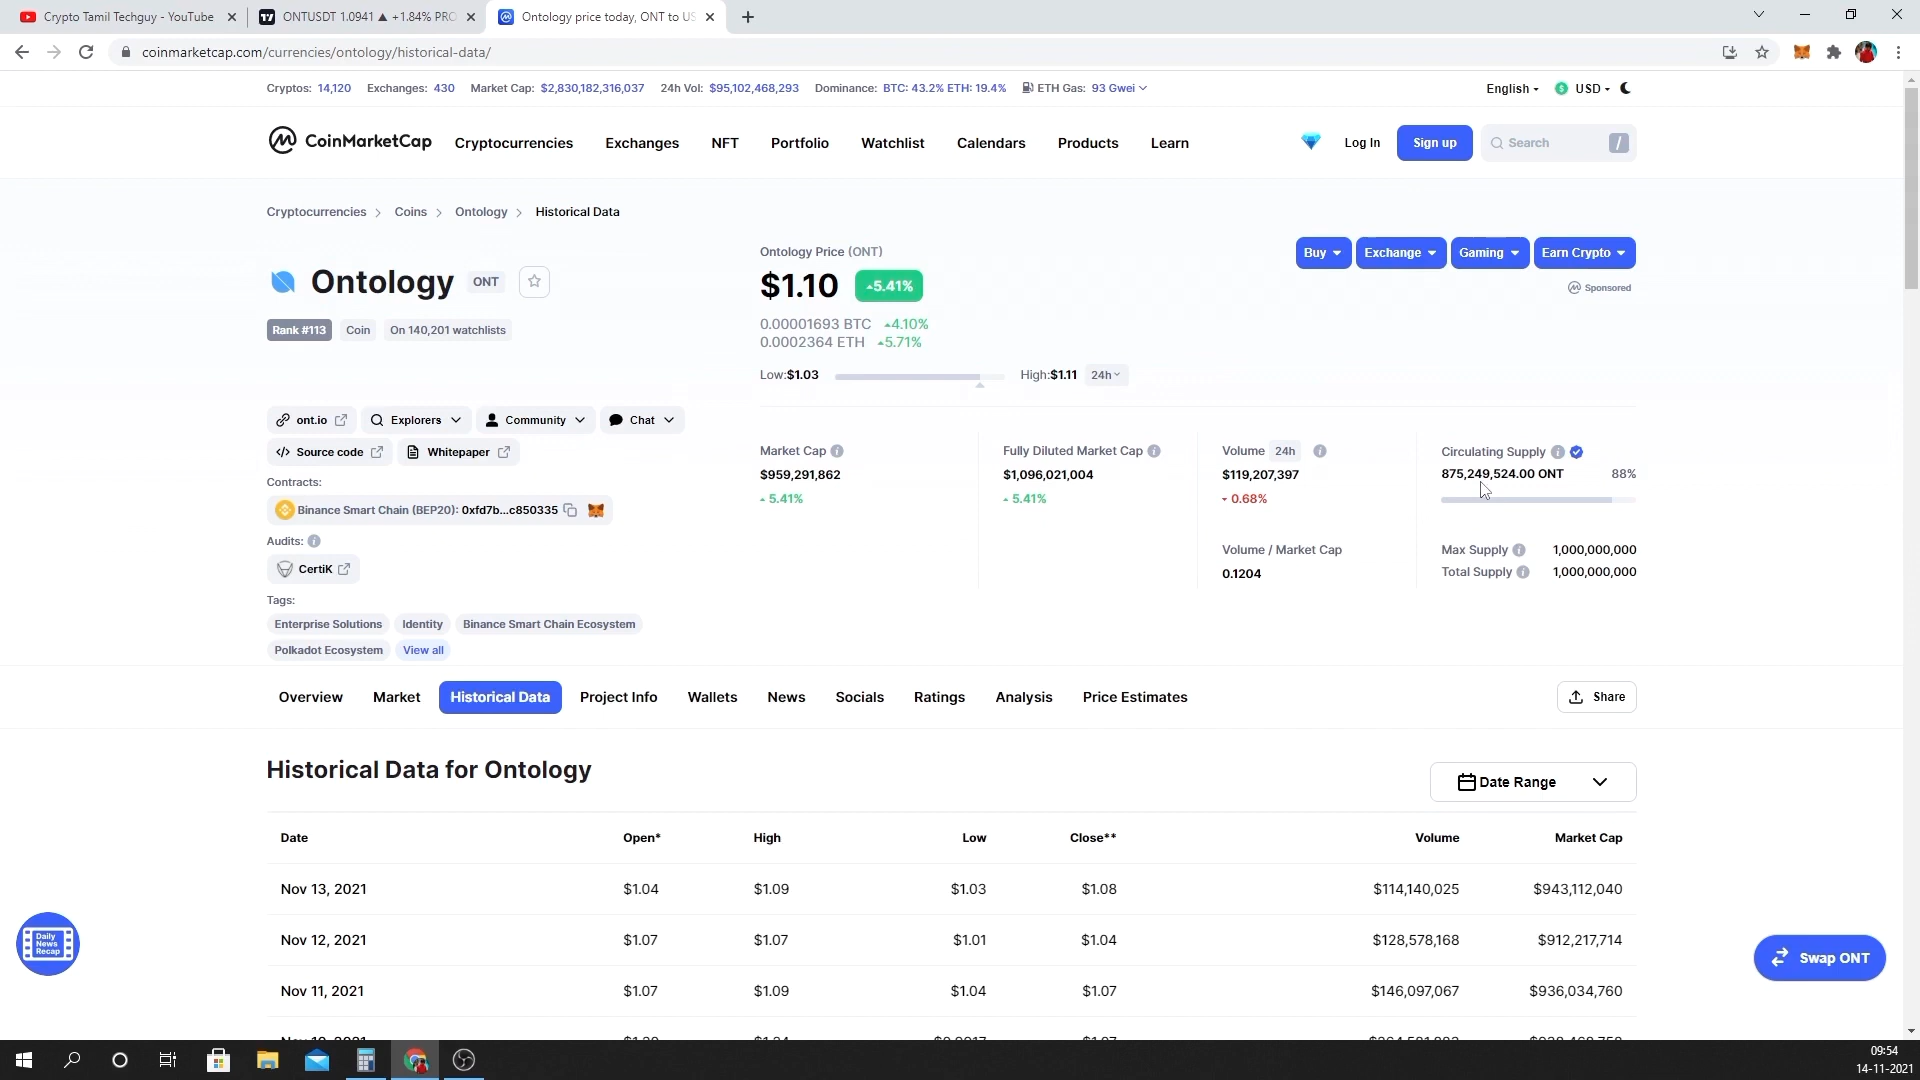 Crypto Tamil Techguy - YouTube
ONTUSDT 1.0941 ▲ +1.84% PRO
Ontology price today, ONT to US
coinmarketcap.com/currencies/ontology/historical-data/
Cryptos: 14,120 Exchanges: 430 Market Cap: $2,830,182,316,037 24h Vol: $95,102,468,293 Dominance: BTC: 43.2% ETH: 19.4% ETH Gas: 93 Gwei
English USD
CoinMarketCap Cryptocurrencies Exchanges NFT Portfolio Watchlist Calendars Products Learn Log In Sign up Search /
Cryptocurrencies > Coins > Ontology > Historical Data
Ontology ONT
Rank #113 Coin On 140,201 watchlists
Ontology Price (ONT)
$1.10 5.41%
0.00001693 BTC 4.10%
0.0002364 ETH 5.71%
Low:$1.03 High:$1.11 24h
Buy Exchange Gaming Earn Crypto
Sponsored
ont.io Explorers Community Chat
Source code Whitepaper
Contracts:
Binance Smart Chain (BEP20): 0xfd7b...c850335
Audits:
CertiK
Tags:
Enterprise Solutions Identity Binance Smart Chain Ecosystem
Polkadot Ecosystem View all
Market Cap
$959,291,862
5.41%
Fully Diluted Market Cap
$1,096,021,004
5.41%
Volume 24h
$119,207,397
0.68%
Volume / Market Cap
0.1204
Circulating Supply
875,249,524.00 ONT 88%
Max Supply 1,000,000,000
Total Supply 1,000,000,000
Overview Market Historical Data Project Info Wallets News Socials Ratings Analysis Price Estimates Share
Historical Data for Ontology
Date Range
Date Open* High Low Close** Volume Market Cap
Nov 13, 2021 $1.04 $1.09 $1.03 $1.08 $114,140,025 $943,112,040
Nov 12, 2021 $1.07 $1.07 $1.01 $1.04 $128,578,168 $912,217,714
Nov 11, 2021 $1.07 $1.09 $1.04 $1.07 $146,097,067 $936,034,760
Daily
News
Recap
Swap ONT
09:54
14-11-2021